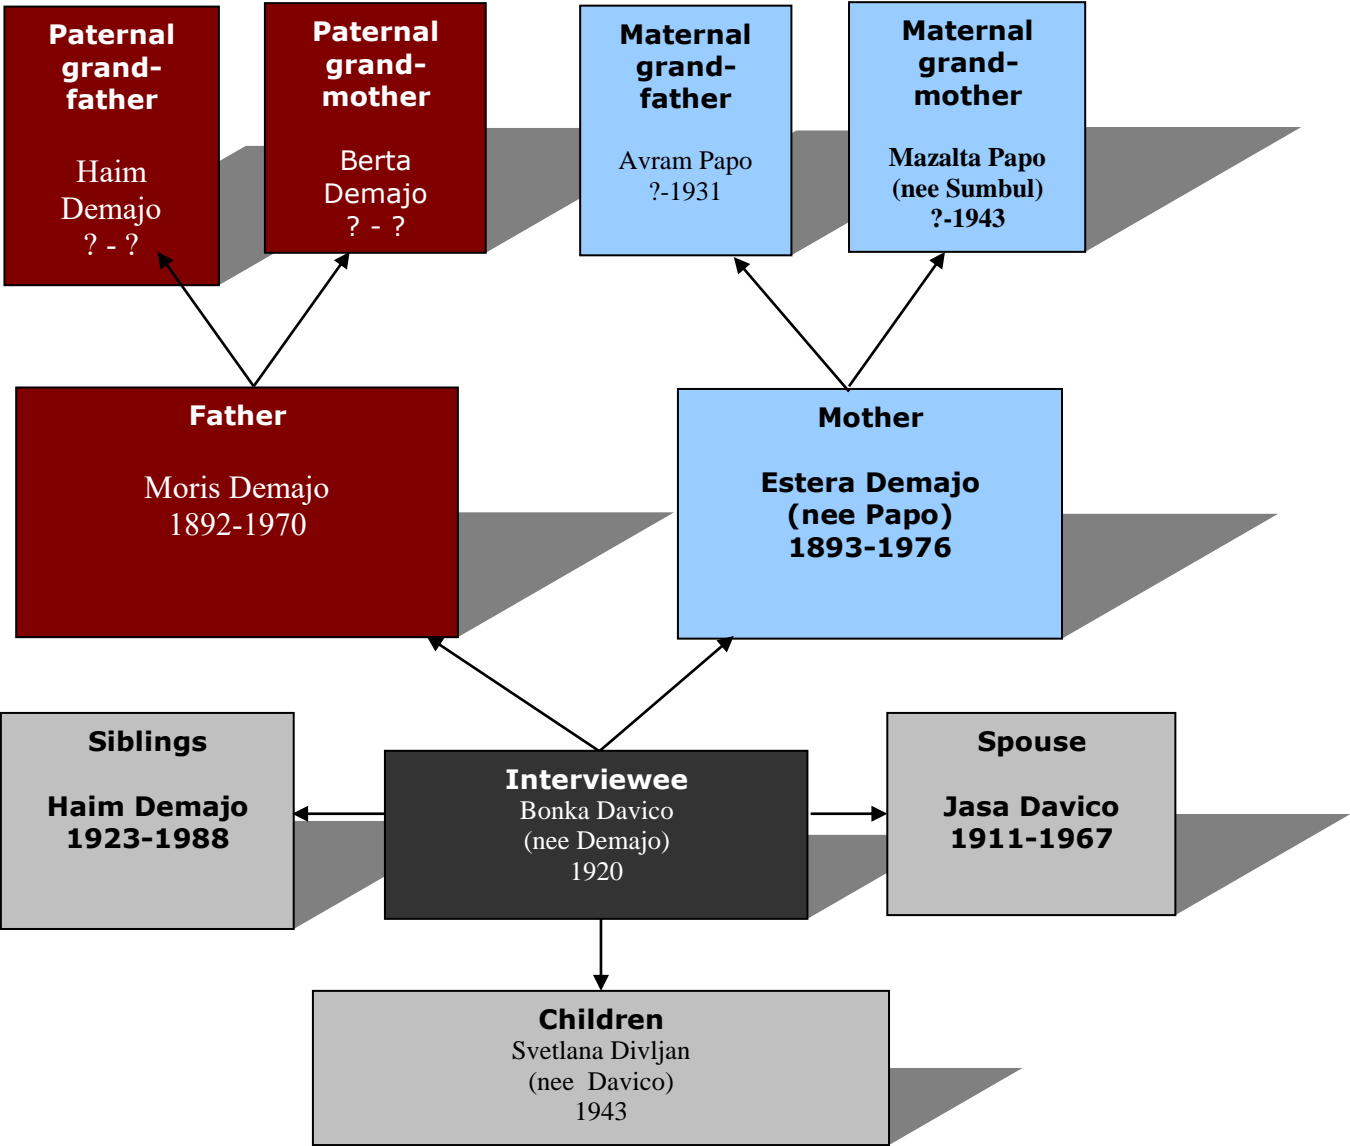 Paternal
grand-
father
Haim
Demajo
? - ?
Paternal
grand-
mother
Berta
Demajo
? - ?
Maternal
grand-
father
Avram Papo
?-1931
Maternal
grand-
mother
Mazalta Papo
(nee Sumbul)
?-1943
Father
Moris Demajo
1892-1970
Mother
Estera Demajo
(nee Papo)
1893-1976
Siblings
Haim Demajo
1923-1988
Interviewee
Bonka Davico
(nee Demajo)
1920
Spouse
Jasa Davico
1911-1967
Children
Svetlana Divljan
(nee  Davico)
1943